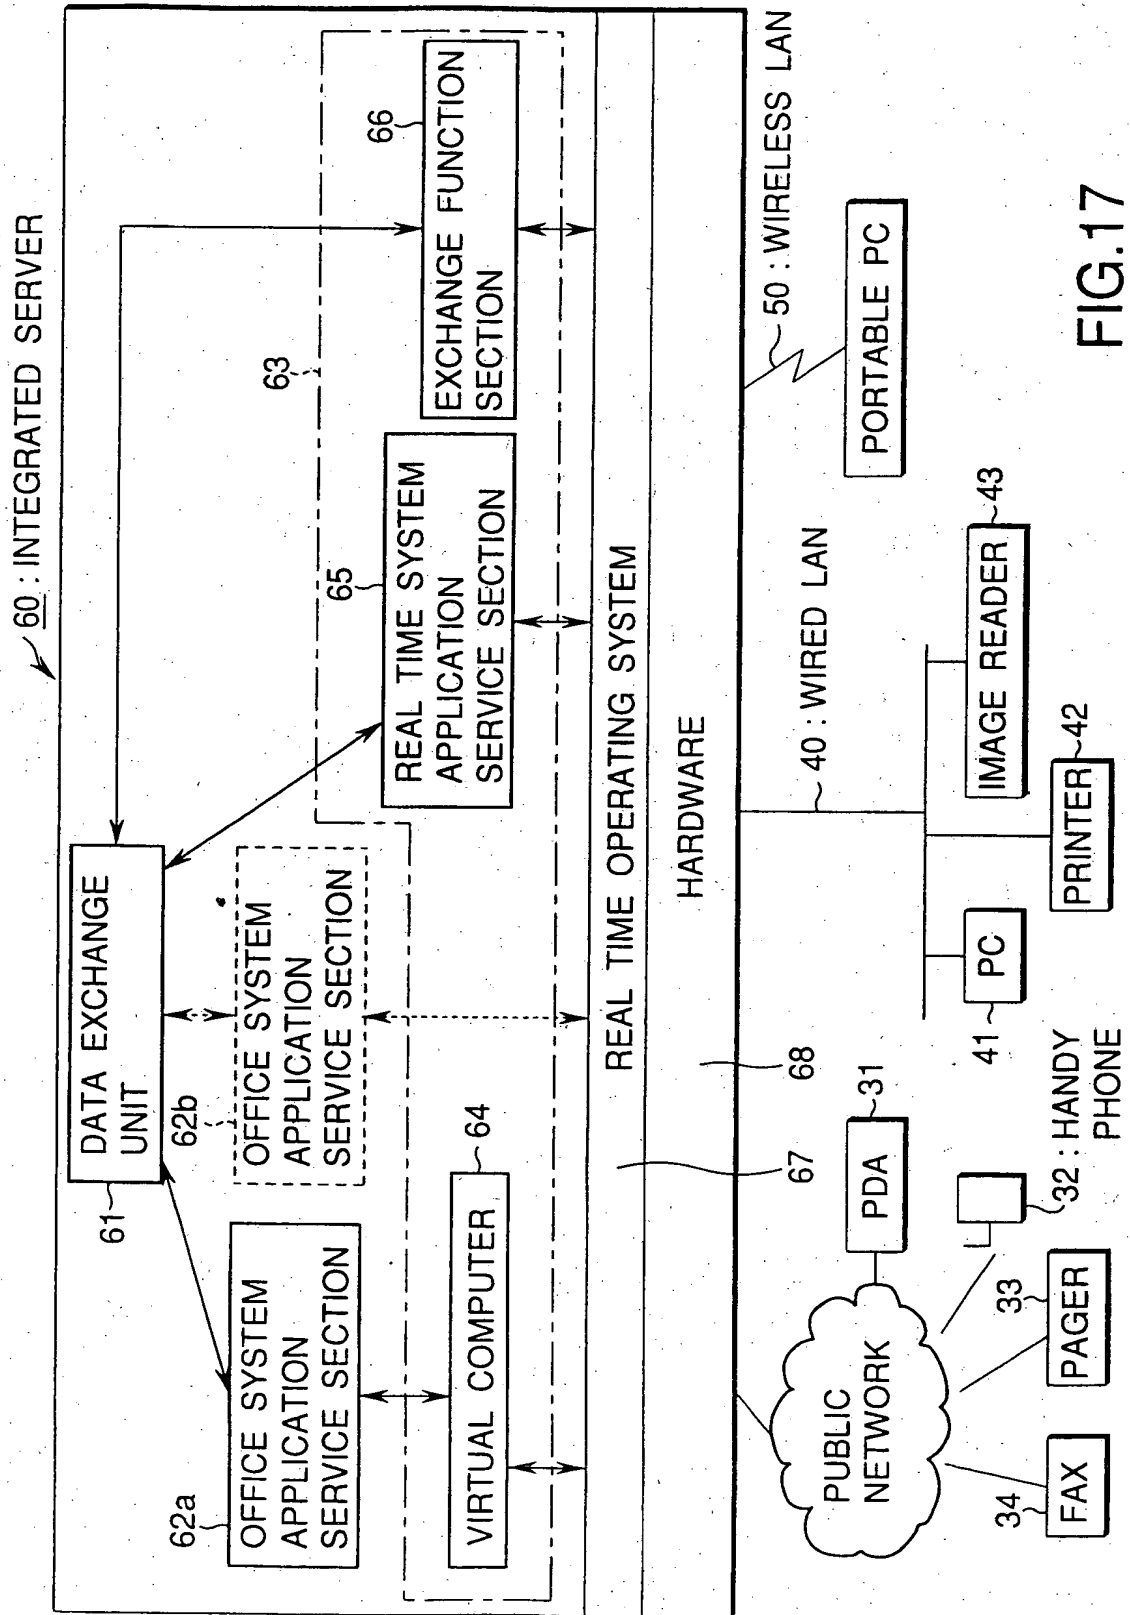 60 : INTEGRATED SERVER
61
DATA EXCHANGE
UNIT
62a
OFFICE SYSTEM
APPLICATION
SERVICE SECTION
62b
OFFICE SYSTEM
APPLICATION
SERVICE SECTION
63
64
VIRTUAL COMPUTER
65
REAL TIME SYSTEM
APPLICATION
SERVICE SECTION
66
EXCHANGE FUNCTION
SECTION
REAL TIME OPERATING SYSTEM
HARDWARE
67
68
PUBLIC
NETWORK
31
PDA
32 : HANDY
PHONE
33
PAGER
34
FAX
40 : WIRED LAN
41
PC
42
PRINTER
43
IMAGE READER
50 : WIRELESS LAN
PORTABLE PC
FIG.17